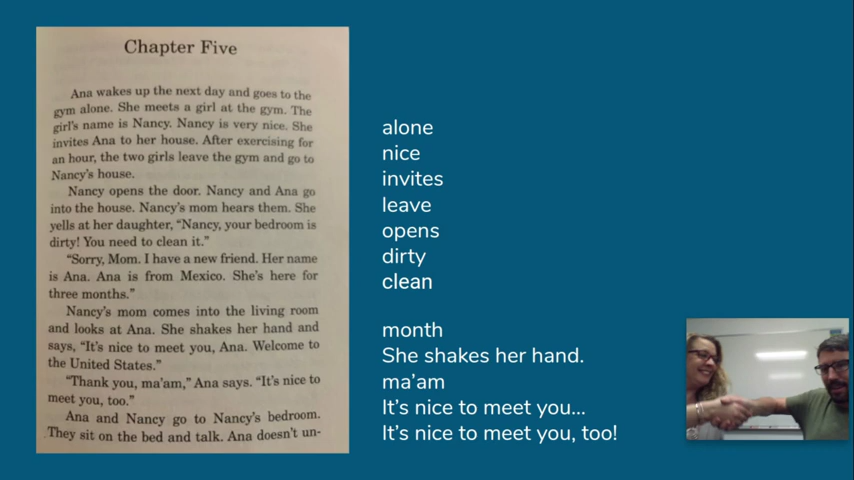 Chapter Five
Ana wakes up the next day and goes to the
gym alone. She meets a girl at the gym. The
girl's name is Nancy. Nancy is very nice. She
invites Ana to her house. After exercising for
an hour, the two girls leave the gym and go to
Nancy's house.
Nancy opens the door. Nancy and Ana go
into the house. Nancy's mom hears them. She
yells at her daughter, "Nancy, your bedroom is
dirty! You need to clean it."
"Sorry, Mom. I have a new friend. Her name
is Ana. Ana is from Mexico. She's here for
three months."
Nancy's mom comes into the living room
and looks at Ana. She shakes her hand and
says, "It's nice to meet you, Ana. Welcome to
the United States."
"Thank you, ma'am," Ana says. "It's nice to
meet you, too."
Ana and Nancy go to Nancy's bedroom.
They sit on the bed and talk. Ana doesn't un-
alone
nice
invites
leave
opens
dirty
clean
month
She shakes her hand.
ma'am
It's nice to meet you...
It's nice to meet you, too!